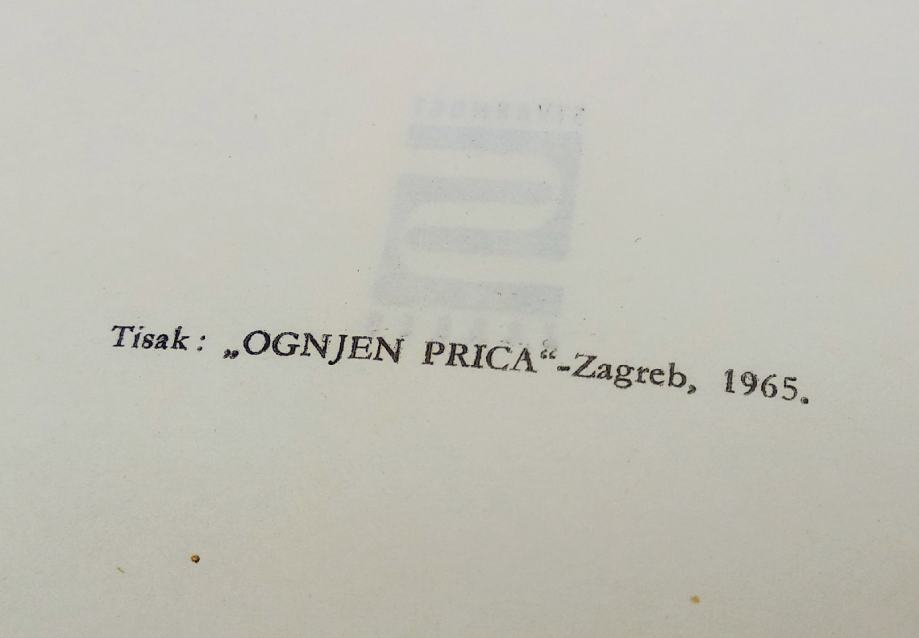 Tisak: „OGNJEN PRICA“-Zagreb, 1965.